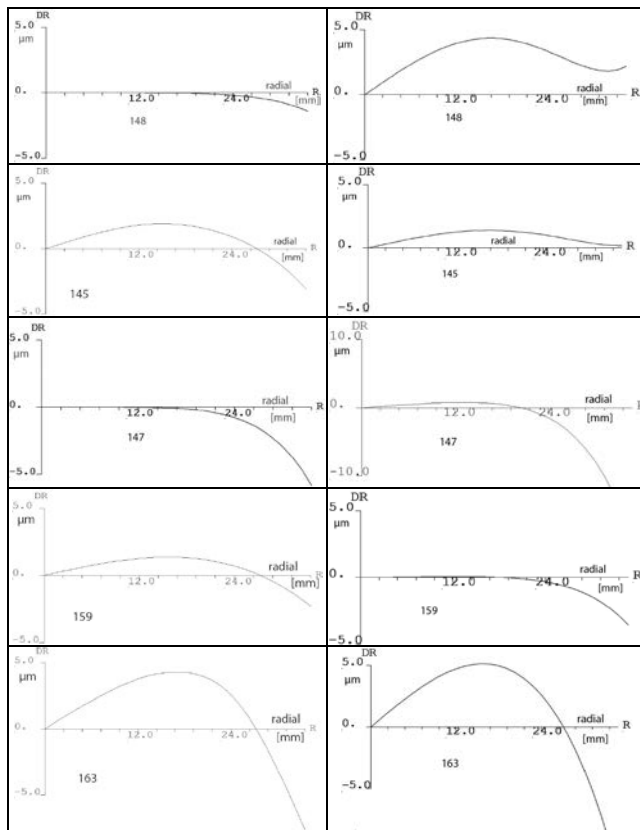 DR
5.0
μm
radial
0.
R
12.0
24.0
[mm]
148
-5.0
DR
5.0
μm
0.
R
radial
12.0
24.0
[mm]
148
-5.0
DR
5.0
μm
radial
0.
R
12.0
24.0
[mm]
145
-5.0
DR
5.0
μm
radial
0.
R
12.0
24.0
[mm]
145
-5.0
DR
5.0
μm
radial
0.
R
12.0
24.0
[mm]
147
-5.0
DR
10.0
μm
radial
0.
12.0
24.0
[mm]
147
-10.0
DR
5.0
μm
radial
0.
R
12.0
24.0
[mm]
159
-5.0
DR
5.0
μm
radial
0.
R
12.0
24.0
[mm]
159
-5.0
DR
5.0
μm
radial
0.
R
12.0
24.0
[mm]
163
-5.0
DR
5.0
μm
radial
0.
R
12.0
24.0
[mm]
163
-5.0